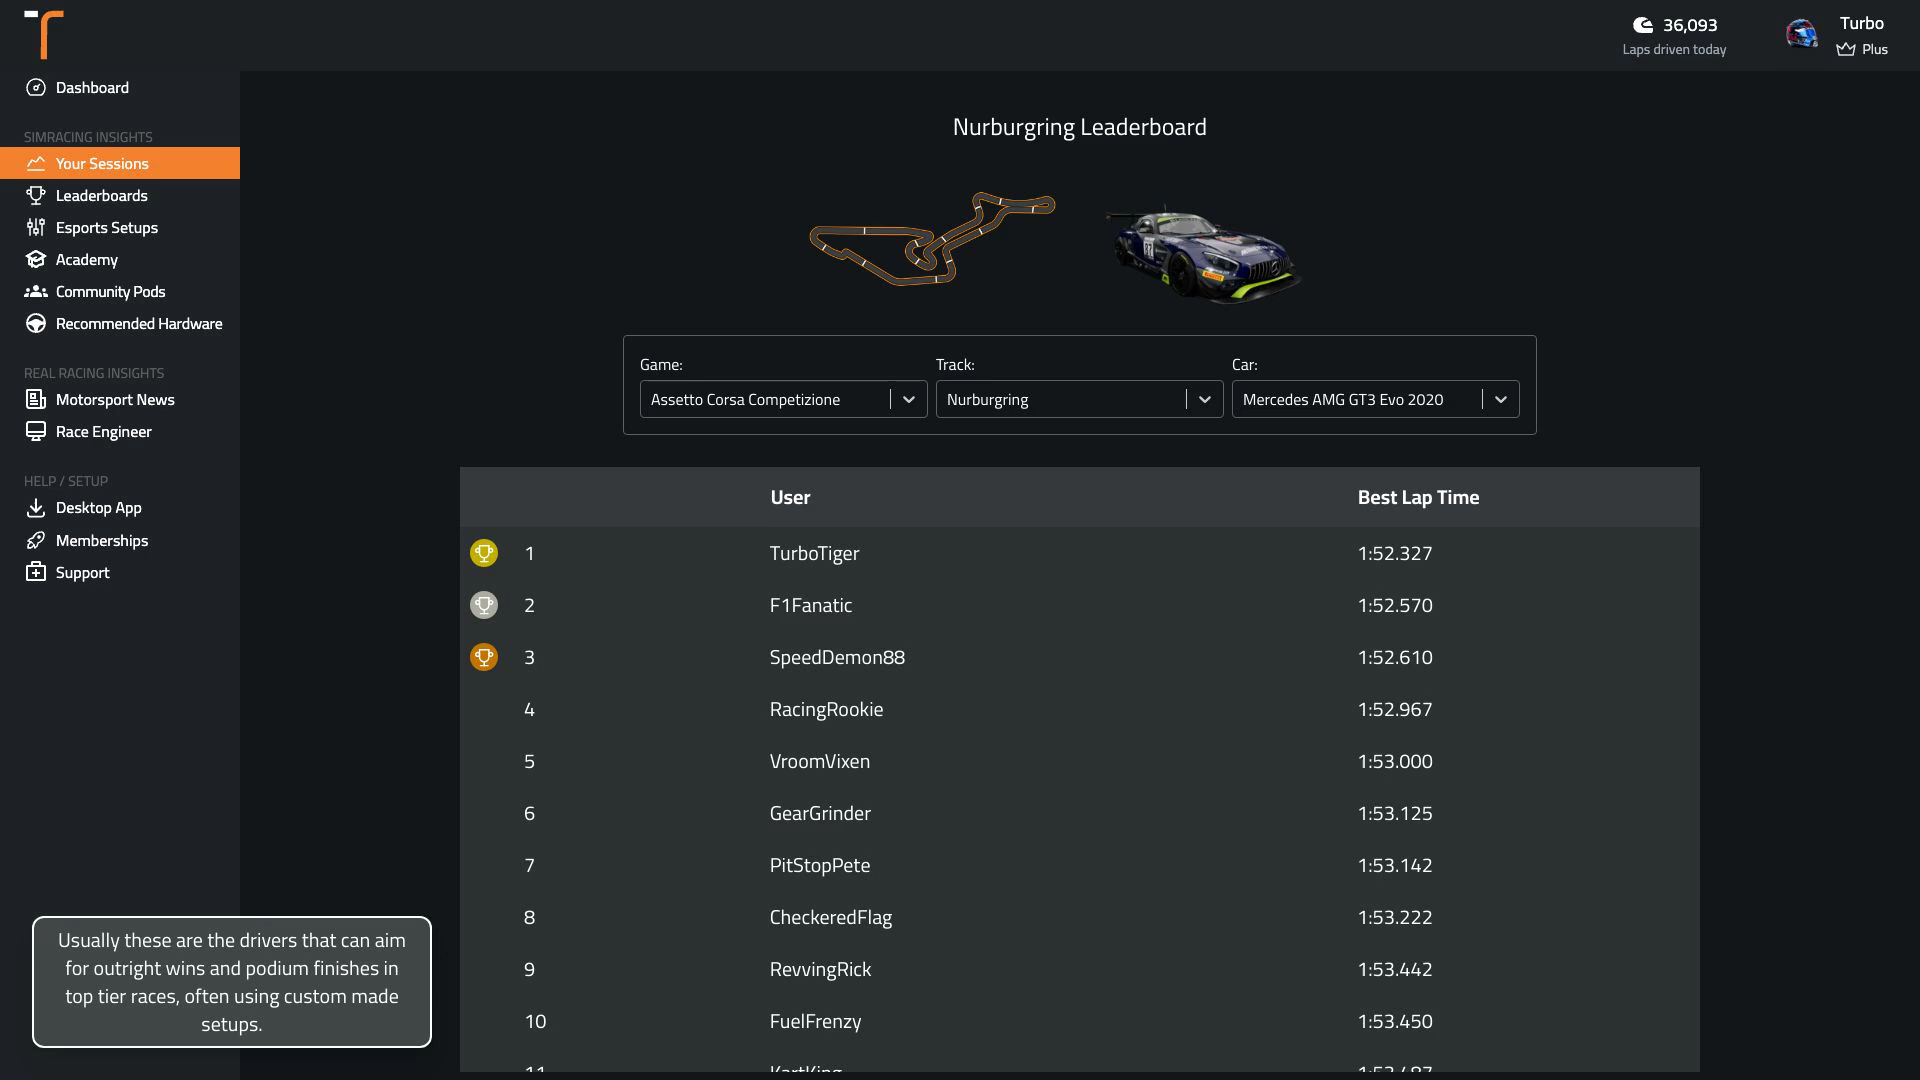 36,093
Laps driven today
Turbo
Plus
Dashboard
SIMRACING INSIGHTS
Your Sessions
Leaderboards
Esports Setups
Academy
Community Pods
Recommended Hardware
REAL RACING INSIGHTS
Motorsport News
Race Engineer
HELP / SETUP
Desktop App
Memberships
Support
Usually these are the drivers that can aim
for outright wins and podium finishes in
top tier races, often using custom made
setups.
Nurburgring Leaderboard
Game: Track: Car:
Assetto Corsa Competizione Nurburgring Mercedes AMG GT3 Evo 2020
User Best Lap Time
1 TurboTiger 1:52.327
2 F1Fanatic 1:52.570
3 SpeedDemon88 1:52.610
4 RacingRookie 1:52.967
5 VroomVixen 1:53.000
6 GearGrinder 1:53.125
7 PitStopPete 1:53.142
8 CheckeredFlag 1:53.222
9 RevvingRick 1:53.442
10 FuelFrenzy 1:53.450
11 KartKing 1:53.487